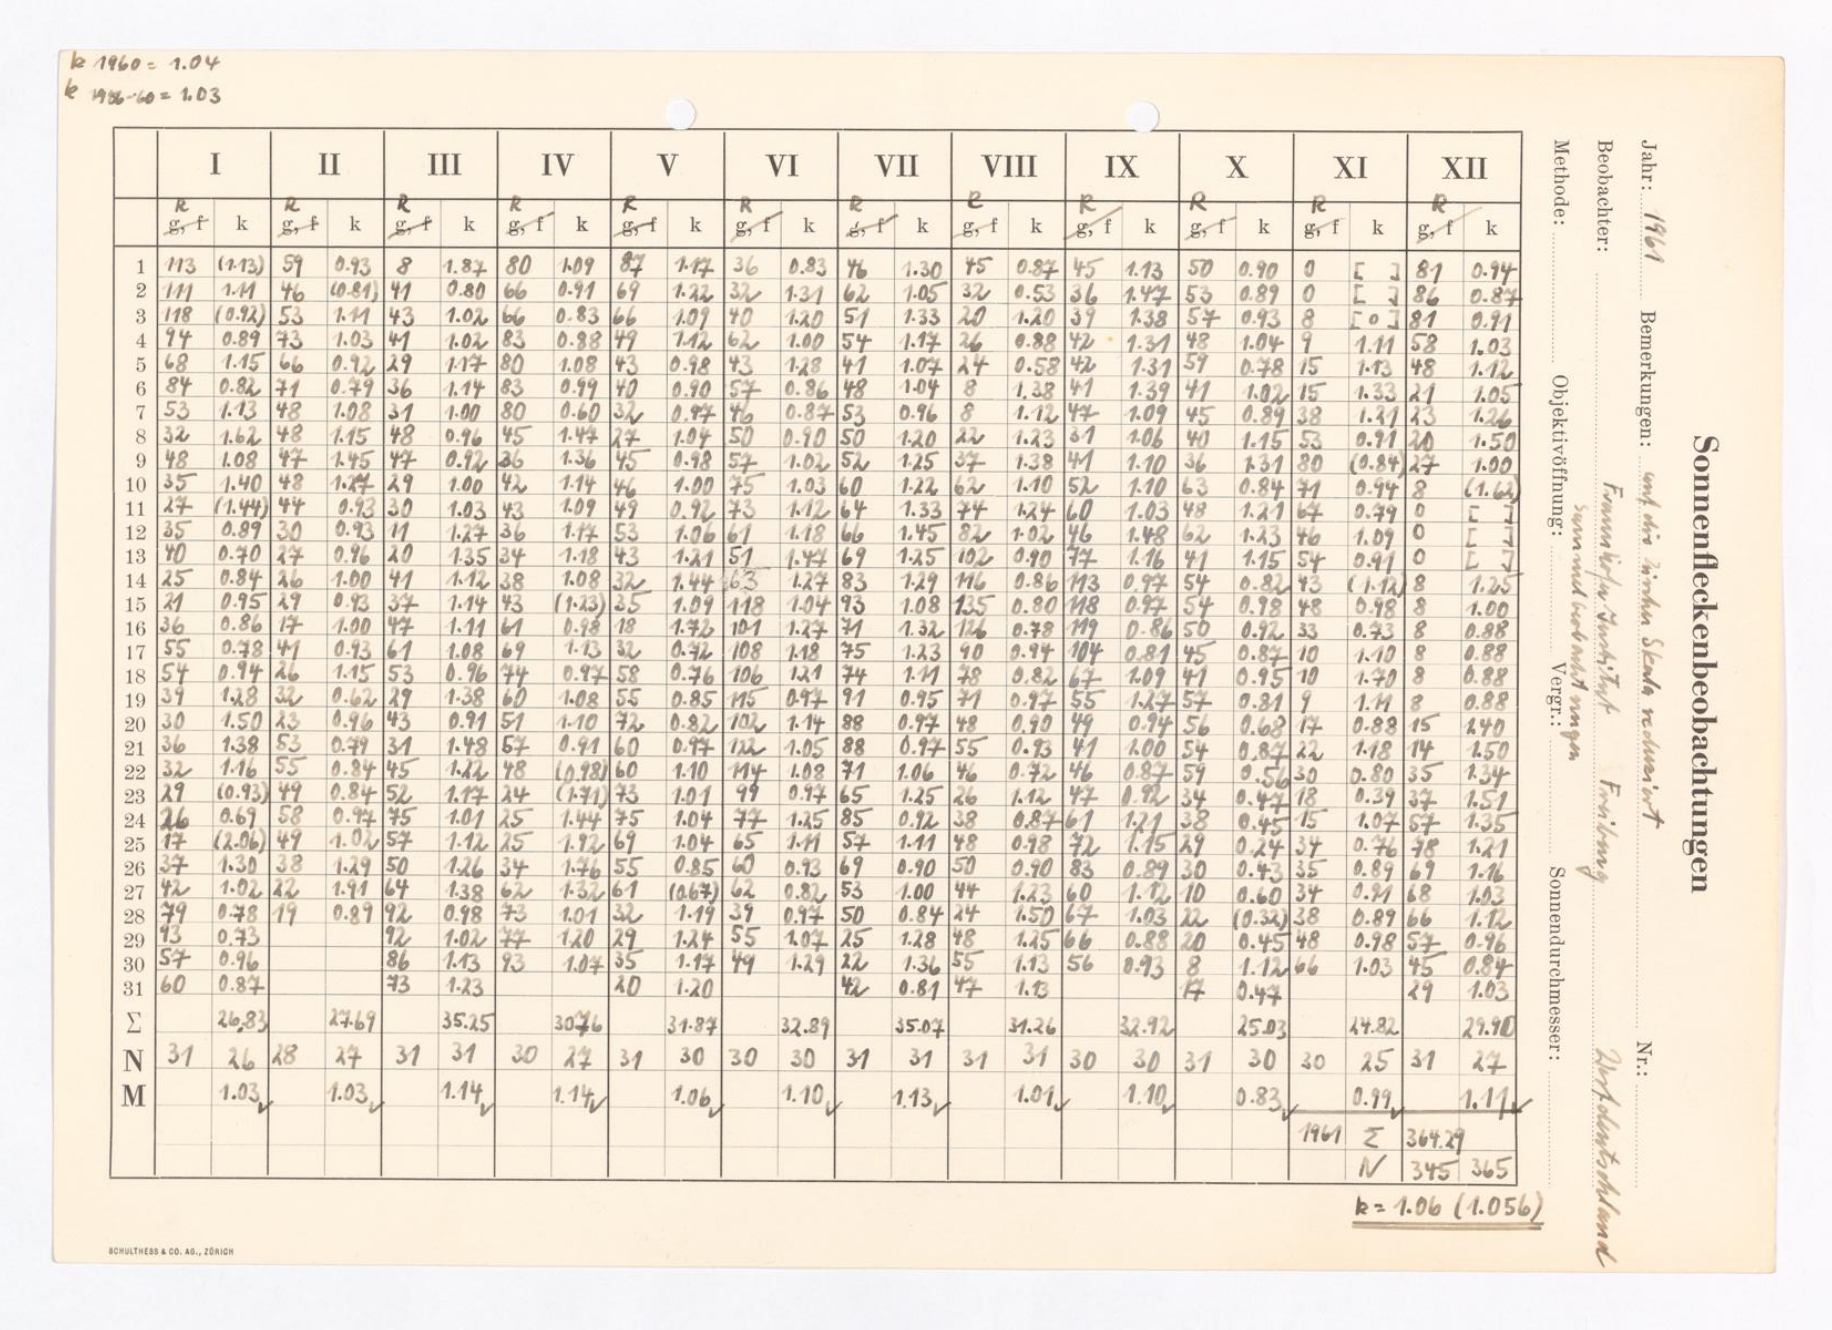 k 1960 = 1.04
k 1956-60 = 1.03
I II III IV V VI VII VIII IX X XI XII
R R R R R R R R R R R R
g, f k g, f k g, f k g, f k g, f k g, f k g, f k g, f k g, f k g, f k g, f k g, f k
1 113 (1.13) 59 0.93 8 1.87 80 1.09 87 1.17 36 0.83 46 1.30 45 0.87 45 1.13 50 0.90 0 [ ] 81 0.94
2 111 1.11 46 (0.81) 41 0.80 66 0.91 69 1.22 32 1.31 62 1.05 32 0.53 36 1.47 53 0.89 0 [ ] 86 0.87
3 118 (0.92) 53 1.11 43 1.02 66 0.83 66 1.09 40 1.20 51 1.33 20 1.20 39 1.38 57 0.93 8 [0] 81 0.91
4 94 0.89 73 1.03 41 1.02 83 0.88 49 1.12 62 1.00 54 1.17 26 0.88 42 1.31 48 1.04 9 1.11 58 1.03
5 68 1.15 66 0.92 29 1.17 80 1.08 43 0.98 43 1.28 41 1.07 24 0.58 42 1.31 59 0.78 15 1.13 48 1.12
6 84 0.82 71 0.79 36 1.14 83 0.99 40 0.90 57 0.86 48 1.04 8 1.38 41 1.39 41 1.02 15 1.33 21 1.05
7 53 1.13 48 1.08 31 1.00 80 0.60 32 0.97 46 0.87 53 0.96 8 1.12 47 1.09 45 0.89 38 1.21 23 1.26
8 32 1.62 48 1.15 48 0.96 45 1.47 27 1.04 50 0.90 50 1.20 22 1.23 31 1.06 40 1.15 53 0.91 20 1.50
9 48 1.08 47 1.45 47 0.92 36 1.36 45 0.98 57 1.02 52 1.25 37 1.38 41 1.10 36 1.31 80 (0.84) 27 1.00
10 35 1.40 48 1.27 29 1.00 42 1.14 46 1.00 75 1.03 60 1.22 62 1.10 52 1.10 63 0.84 71 0.94 8 (1.62)
11 27 (1.44) 44 0.93 30 1.03 43 1.09 49 0.92 73 1.12 64 1.33 74 1.24 60 1.03 48 1.21 67 0.79 0 [ ]
12 35 0.89 30 0.93 11 1.27 36 1.17 53 1.06 61 1.18 66 1.45 82 1.02 46 1.48 62 1.23 46 1.09 0 [ ]
13 40 0.70 27 0.96 20 1.35 34 1.18 43 1.21 51 1.47 69 1.25 102 0.90 77 1.16 41 1.15 54 0.91 0 [ ]
14 25 0.84 26 1.00 41 1.12 38 1.08 32 1.44 63 1.27 83 1.29 116 0.86 113 0.97 54 0.82 43 (1.12) 8 1.25
15 21 0.95 29 0.93 37 1.14 43 (1.23) 35 1.09 118 1.04 93 1.08 135 0.80 118 0.97 54 0.98 48 0.98 8 1.00
16 36 0.86 17 1.00 47 1.11 61 0.98 18 1.72 101 1.27 71 1.32 126 0.78 119 0.86 50 0.92 33 0.73 8 0.88
17 55 0.78 41 0.93 61 1.08 69 1.13 32 0.72 108 1.18 75 1.23 90 0.94 104 0.81 45 0.87 10 1.10 8 0.88
18 54 0.94 26 1.15 53 0.96 74 0.97 58 0.76 106 1.21 74 1.11 78 0.82 67 1.09 41 0.95 10 1.70 8 0.88
19 39 1.28 32 0.62 29 1.38 60 1.08 55 0.85 115 0.97 91 0.95 71 0.97 55 1.27 57 0.81 9 1.11 8 0.88
20 30 1.50 23 0.96 43 0.91 51 1.10 72 0.82 102 1.14 88 0.97 48 0.90 49 0.94 56 0.68 17 0.88 15 1.40
21 36 1.38 53 0.79 31 1.48 57 0.91 60 0.97 122 1.05 88 0.97 55 0.93 41 1.00 54 0.87 22 1.18 14 1.50
22 32 1.16 55 0.84 45 1.22 48 (0.98) 60 1.10 114 1.08 71 1.06 46 0.72 46 0.87 59 0.56 30 0.80 35 1.34
23 29 (0.93) 49 0.84 52 1.17 24 (1.71) 73 1.01 99 0.97 65 1.25 26 1.12 47 0.92 34 0.47 18 0.39 37 1.51
24 26 0.69 58 0.97 75 1.01 25 1.44 75 1.04 77 1.25 85 0.92 38 0.87 61 1.21 38 0.45 15 1.07 57 1.35
25 17 (2.06) 49 1.02 57 1.12 25 1.92 69 1.04 65 1.11 57 1.11 48 0.98 72 1.15 29 0.24 34 0.76 78 1.21
26 37 1.30 38 1.29 50 1.26 34 1.76 55 0.85 60 0.93 69 0.90 50 0.90 83 0.89 30 0.43 35 0.89 69 1.16
27 42 1.02 22 1.91 64 1.38 62 1.32 61 (0.67) 62 0.82 53 1.00 44 1.23 60 1.12 10 0.60 34 0.91 68 1.03
28 79 0.78 19 0.89 92 0.98 73 1.01 32 1.19 39 0.97 50 0.84 24 1.50 67 1.03 22 (0.32) 38 0.89 66 1.12
29 93 0.73 92 1.02 77 1.20 29 1.24 55 1.07 25 1.28 48 1.25 66 0.88 20 0.45 48 0.98 57 0.96
30 57 0.96 86 1.13 93 1.07 35 1.17 49 1.29 22 1.36 55 1.13 56 0.93 8 1.12 66 1.03 45 0.84
31 60 0.87 73 1.23 20 1.20 42 0.81 47 1.13 17 0.47 29 1.03
Σ 26.83 27.69 35.25 30.76 31.87 32.89 35.07 31.26 32.92 25.03 24.82 29.90
N 31 26 28 27 31 31 30 27 31 30 30 30 31 31 31 31 30 30 31 30 30 25 31 27
M 1.03 1.03 1.14 1.14 1.06 1.10 1.13 1.01 1.10 0.83 0.99 1.11
1961 Σ 364.29
N 345 365
k = 1.06 (1.056)
SCHULTHESS & CO. AG., ZÜRICH
Sonnenfleckenbeobachtungen
Jahr: 1961 Bemerkungen: auf die Zürcher Skala reduziert Nr.:
Beobachter: Fraunhofer Institut Freiburg Westdeutschland
Sonnenbeobachtungen
Methode: Objektivöffnung: Vergr.: Sonnendurchmesser: